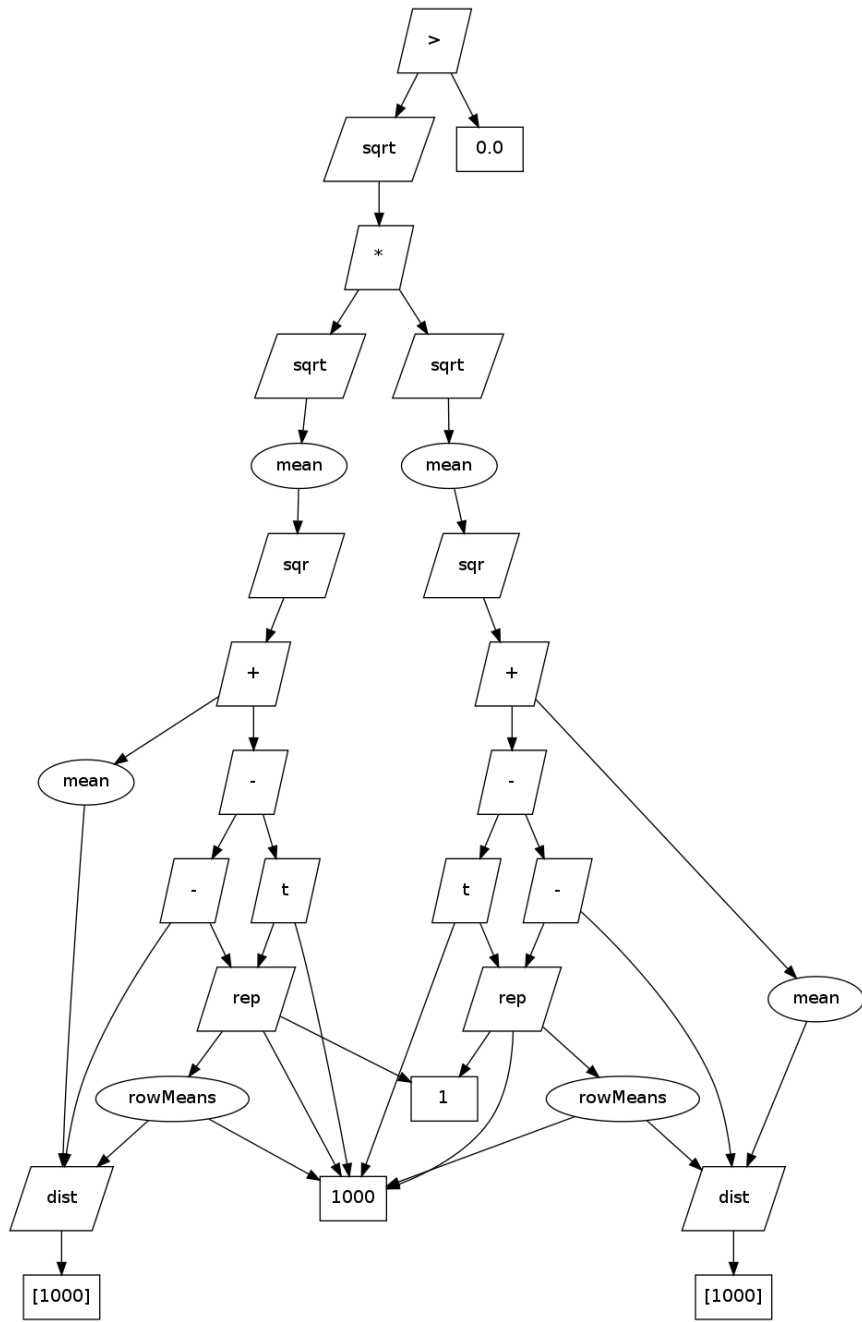 >
sqrt
0.0
*
sqrt
sqrt
mean
mean
sqr
sqr
+
+
mean
-
-
-
t
t
-
rep
rep
mean
rowMeans
1
rowMeans
dist
1000
dist
[1000]
[1000]